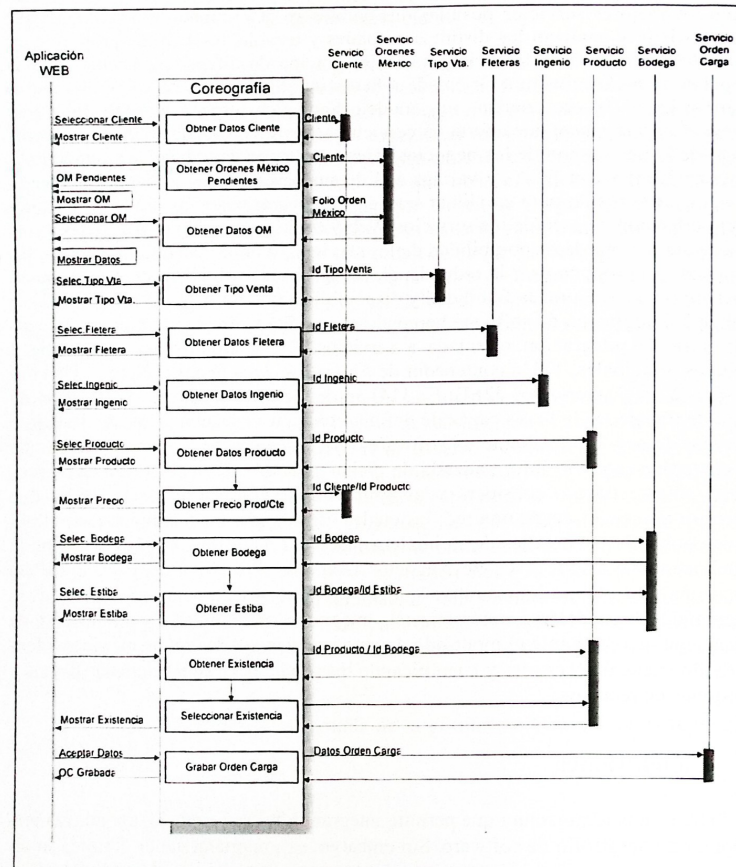 Aplicación
WEB
Servicio
Cliente
Servicio
Ordenes
Mexico
Servicio
Tipo Vta.
Servicio
Fleteras
Servicio
Ingenio
Servicio
Producto
Servicio
Bodega
Servicio
Orden
Carga
Coreografía
Seleccionar Cliente
Mostrar Cliente
Obtner Datos Cliente
Cliente
OM Pendientes
Mostrar OM
Obtener Ordenes México
Pendientes
Cliente
Seleccionar OM
Mostrar Datos
Obtener Datos OM
Folio Orden
México
Selec.Tipo Vta
Mostrar Tipo Vta.
Obtener Tipo Venta
Id Tipo Venta
Selec.Fletera
Mostrar Fletera
Obtener Datos Fletera
Id Fletera
Selec.Ingenio
Mostrar Ingenio
Obtener Datos Ingenio
Id Ingenio
Selec Producto
Mostrar Producto
Obtener Datos Producto
Id Producto
Mostrar Precio
Obtener Precio Prod/Cte
Id Cliente/Id Producto
Selec. Bodega
Mostrar Bodega
Obtener Bodega
Id Bodega
Selec. Estiba
Mostrar Estiba
Obtener Estiba
Id Bodega/Id Estiba
Obtener Existencia
Id Producto / Id Bodega
Mostrar Existencia
Seleccionar Existencia
Aceptar Datos
OC Grabada
Grabar Orden Carga
Datos Orden Carga